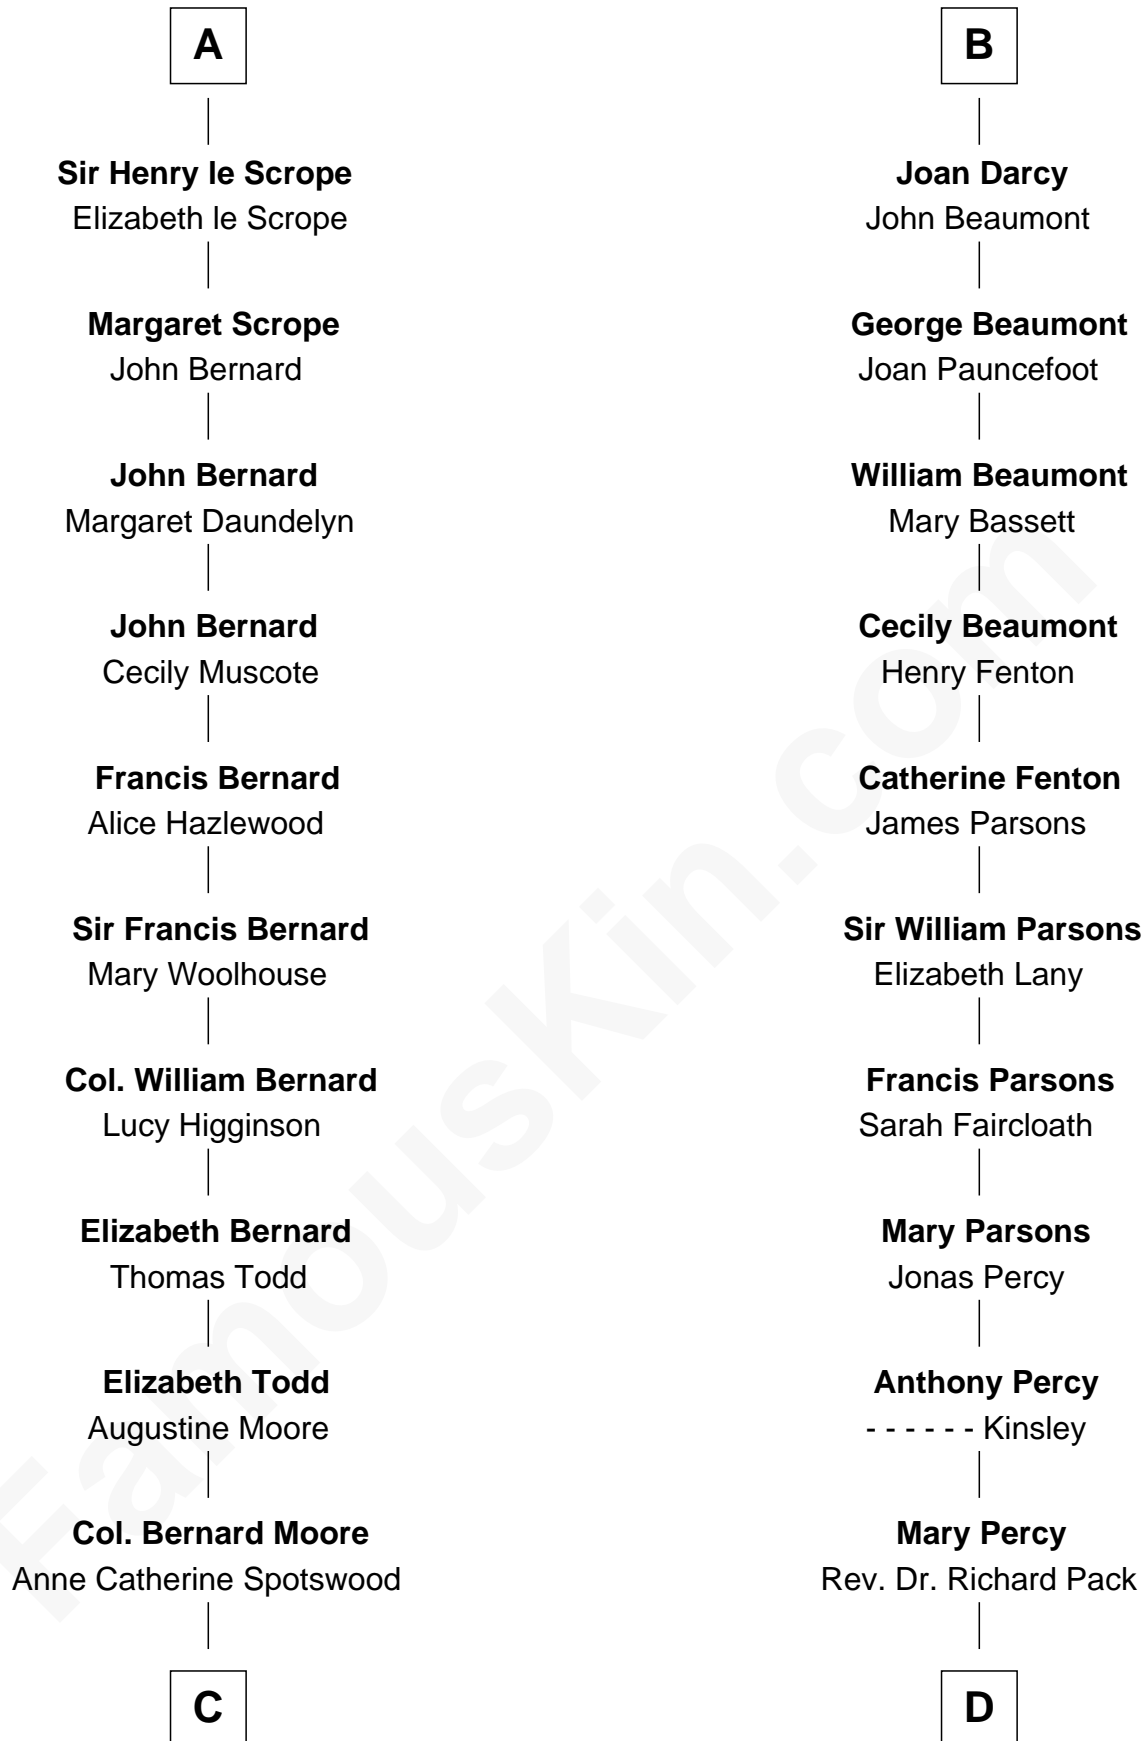 A
Sir Henry le Scrope
Elizabeth le Scrope
Margaret Scrope
John Bernard
John Bernard
Margaret Daundelyn
John Bernard
Cecily Muscote
Francis Bernard
Alice Hazlewood
Sir Francis Bernard
Mary Woolhouse
Col. William Bernard
Lucy Higginson
Elizabeth Bernard
Thomas Todd
Elizabeth Todd
Augustine Moore
Col. Bernard Moore
Anne Catherine Spotswood
C
B
Joan Darcy
John Beaumont
George Beaumont
Joan Pauncefoot
William Beaumont
Mary Bassett
Cecily Beaumont
Henry Fenton
Catherine Fenton
James Parsons
Sir William Parsons
Elizabeth Lany
Francis Parsons
Sarah Faircloath
Mary Parsons
Jonas Percy
Anthony Percy
- - - - - - Kinsley
Mary Percy
Rev. Dr. Richard Pack
D
FamousKin.com